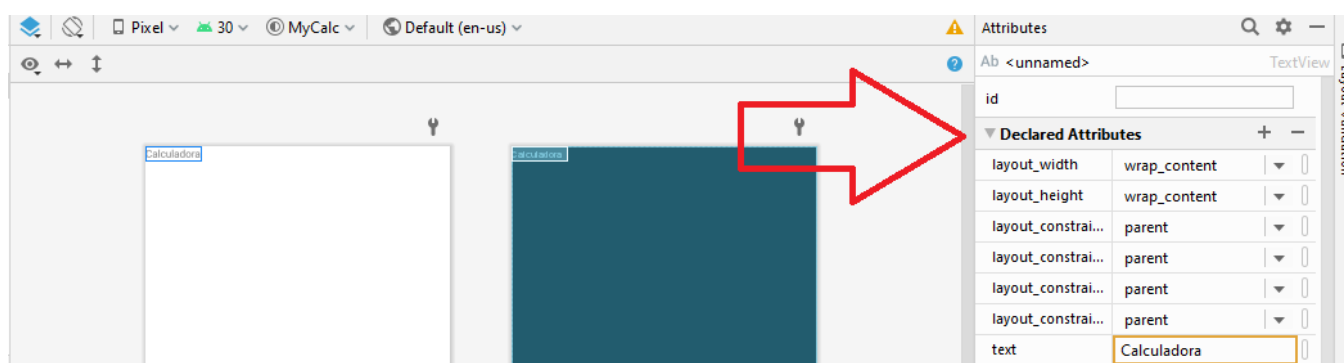 Pixel 30 MyCalc Default (en-us)
Attributes
Ab <unnamed> TextView
id
Declared Attributes
layout_width wrap_content
layout_height wrap_content
layout_constrai... parent
layout_constrai... parent
layout_constrai... parent
layout_constrai... parent
text Calculadora
Calculadora
Calculadora